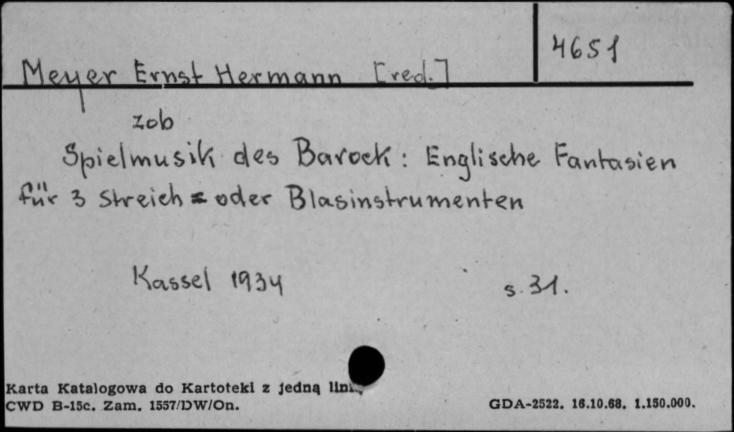 4651
Meyer Ernst Hermann [red.]
zob
Spielmusik des Barock: Englische Fantasien
für 3 Streich = oder Blasinstrumenten
Kassel 1934 s. 31.
Karta Katalogowa do Kartoteki z jedną
CWD B-15c. Zam. 1557/DW/On. GDA-2522. 16.10.68. 1.150.000.